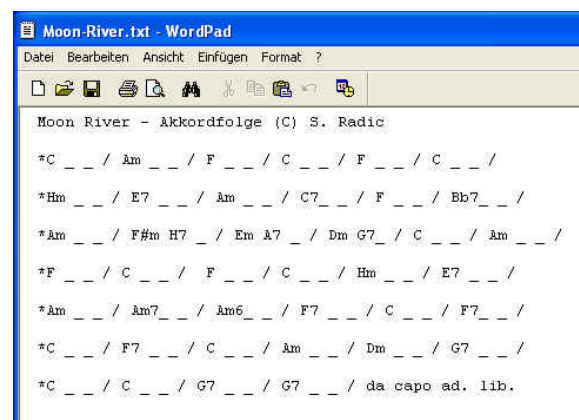 Moon-River.txt - WordPad
Datei Bearbeiten Ansicht Einfügen Format ?
Moon River - Akkordfolge (C) S. Radic
*C _ _ / Am _ _ / F _ _ / C _ _ / F _ _ / C _ _ /
*Hm _ _ / E7 _ _ / Am _ _ / C7_ _ / F _ _ / Bb7_ _ /
*Am _ _ / F#m H7 _ / Em A7 _ / Dm G7_ / C _ _ / Am _ _ /
*F _ _ / C _ _ / F _ _ / C _ _ / Hm _ _ / E7 _ _ /
*Am _ _ / Am7_ _ / Am6_ _ / F7 _ _ / C _ _ / F7_ _ /
*C _ _ / F7 _ _ / C _ _ / Am _ _ / Dm _ _ / G7 _ _ /
*C _ _ / C _ _ / G7 _ _ / G7 _ _ / da capo ad. lib.